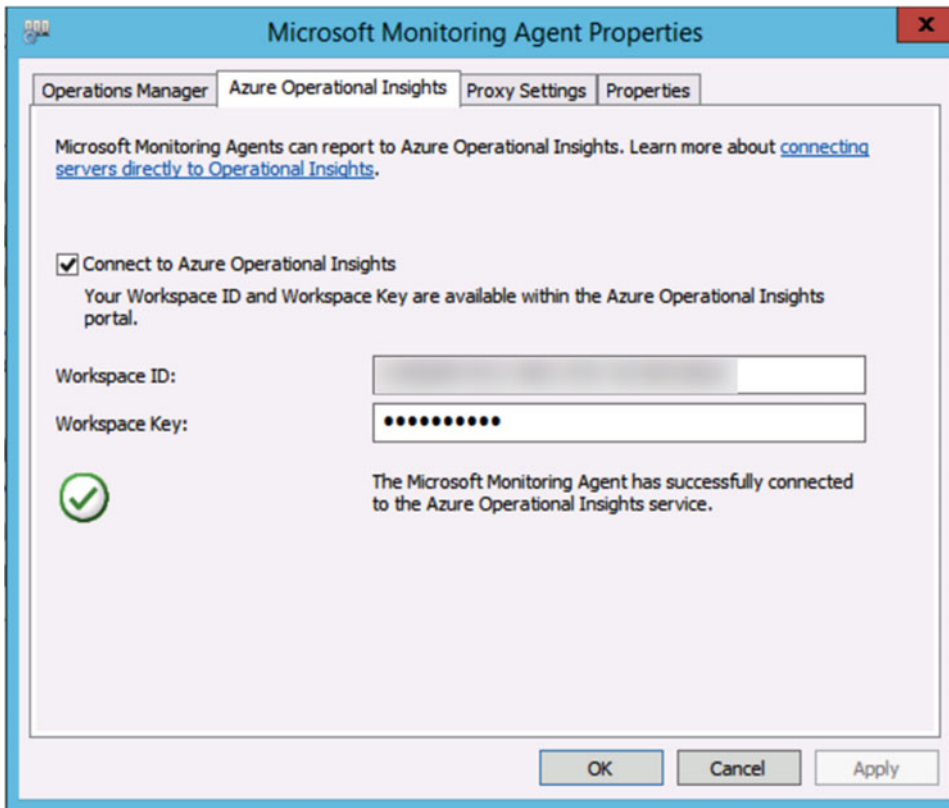 Microsoft Monitoring Agent Properties
x
Operations Manager Azure Operational Insights Proxy Settings Properties
Microsoft Monitoring Agents can report to Azure Operational Insights. Learn more about connecting
servers directly to Operational Insights.
Connect to Azure Operational Insights
Your Workspace ID and Workspace Key are available within the Azure Operational Insights
portal.
Workspace ID:
Workspace Key: ••••••••••
The Microsoft Monitoring Agent has successfully connected
to the Azure Operational Insights service.
OK Cancel Apply